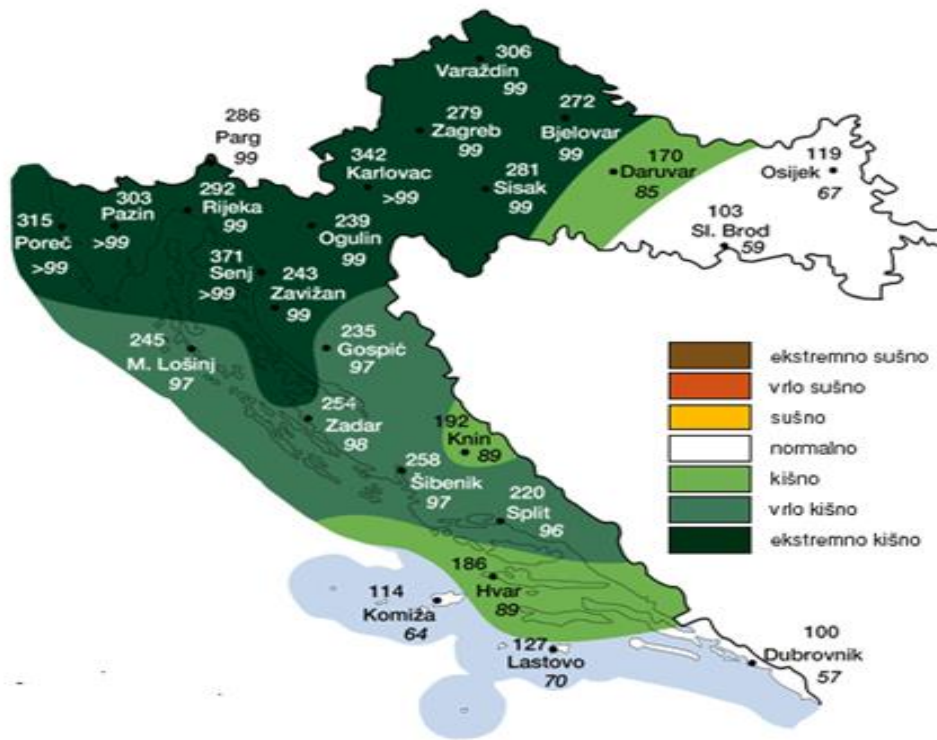 306
Varaždin
99
272
Bjelovar
99
279
Zagreb
99
286
Parg
99
342
Karlovac
>99
281
Sisak
99
170
Daruvar
85
119
Osijek
67
103
Sl. Brod
59
315
Poreč
>99
303
Pazin
>99
292
Rijeka
99
239
Ogulin
99
371
Senj
>99
243
Zavižan
99
245
M. Lošinj
97
235
Gospić
97
254
Zadar
98
192
Knin
89
258
Šibenik
97
220
Split
96
186
Hvar
89
114
Komiža
64
127
Lastovo
70
100
Dubrovnik
57
ekstremno sušno
vrlo sušno
sušno
normalno
kišno
vrlo kišno
ekstremno kišno